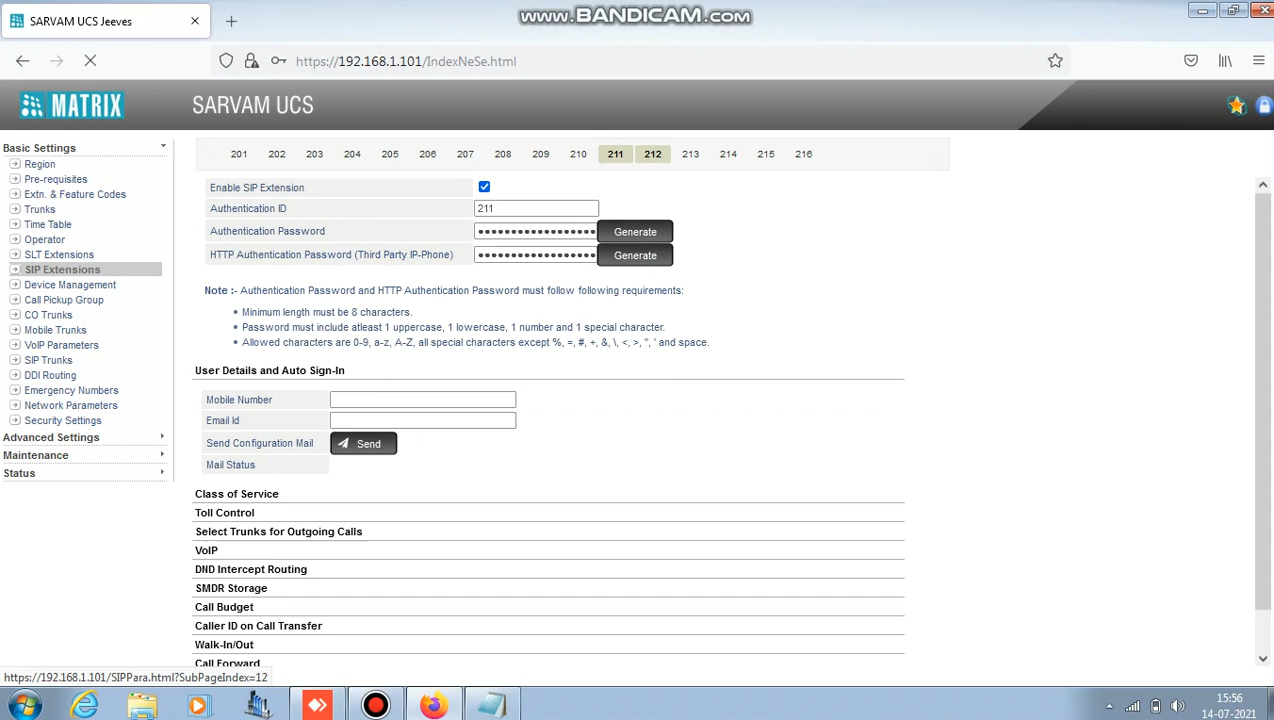 SARVAM UCS Jeeves
www.BANDICAM.com
https://192.168.1.101/IndexNeSe.html
MATRIX
SARVAM UCS
Basic Settings
Region
Pre-requisites
Extn. & Feature Codes
Trunks
Time Table
Operator
SLT Extensions
SIP Extensions
Device Management
Call Pickup Group
CO Trunks
Mobile Trunks
VoIP Parameters
SIP Trunks
DDI Routing
Emergency Numbers
Network Parameters
Security Settings
Advanced Settings
Maintenance
Status
201 202 203 204 205 206 207 208 209 210 211 212 213 214 215 216
Enable SIP Extension
Authentication ID 211
Authentication Password Generate
HTTP Authentication Password (Third Party IP-Phone) Generate
Note :- Authentication Password and HTTP Authentication Password must follow following requirements:
Minimum length must be 8 characters.
Password must include atleast 1 uppercase, 1 lowercase, 1 number and 1 special character.
Allowed characters are 0-9, a-z, A-Z, all special characters except %, =, #, +, &, \, <, >, ", ' and space.
User Details and Auto Sign-In
Mobile Number
Email Id
Send Configuration Mail Send
Mail Status
Class of Service
Toll Control
Select Trunks for Outgoing Calls
VoIP
DND Intercept Routing
SMDR Storage
Call Budget
Caller ID on Call Transfer
Walk-In/Out
Call Forward
https://192.168.1.101/SIPPara.html?SubPageIndex=12
15:56
14-07-2021